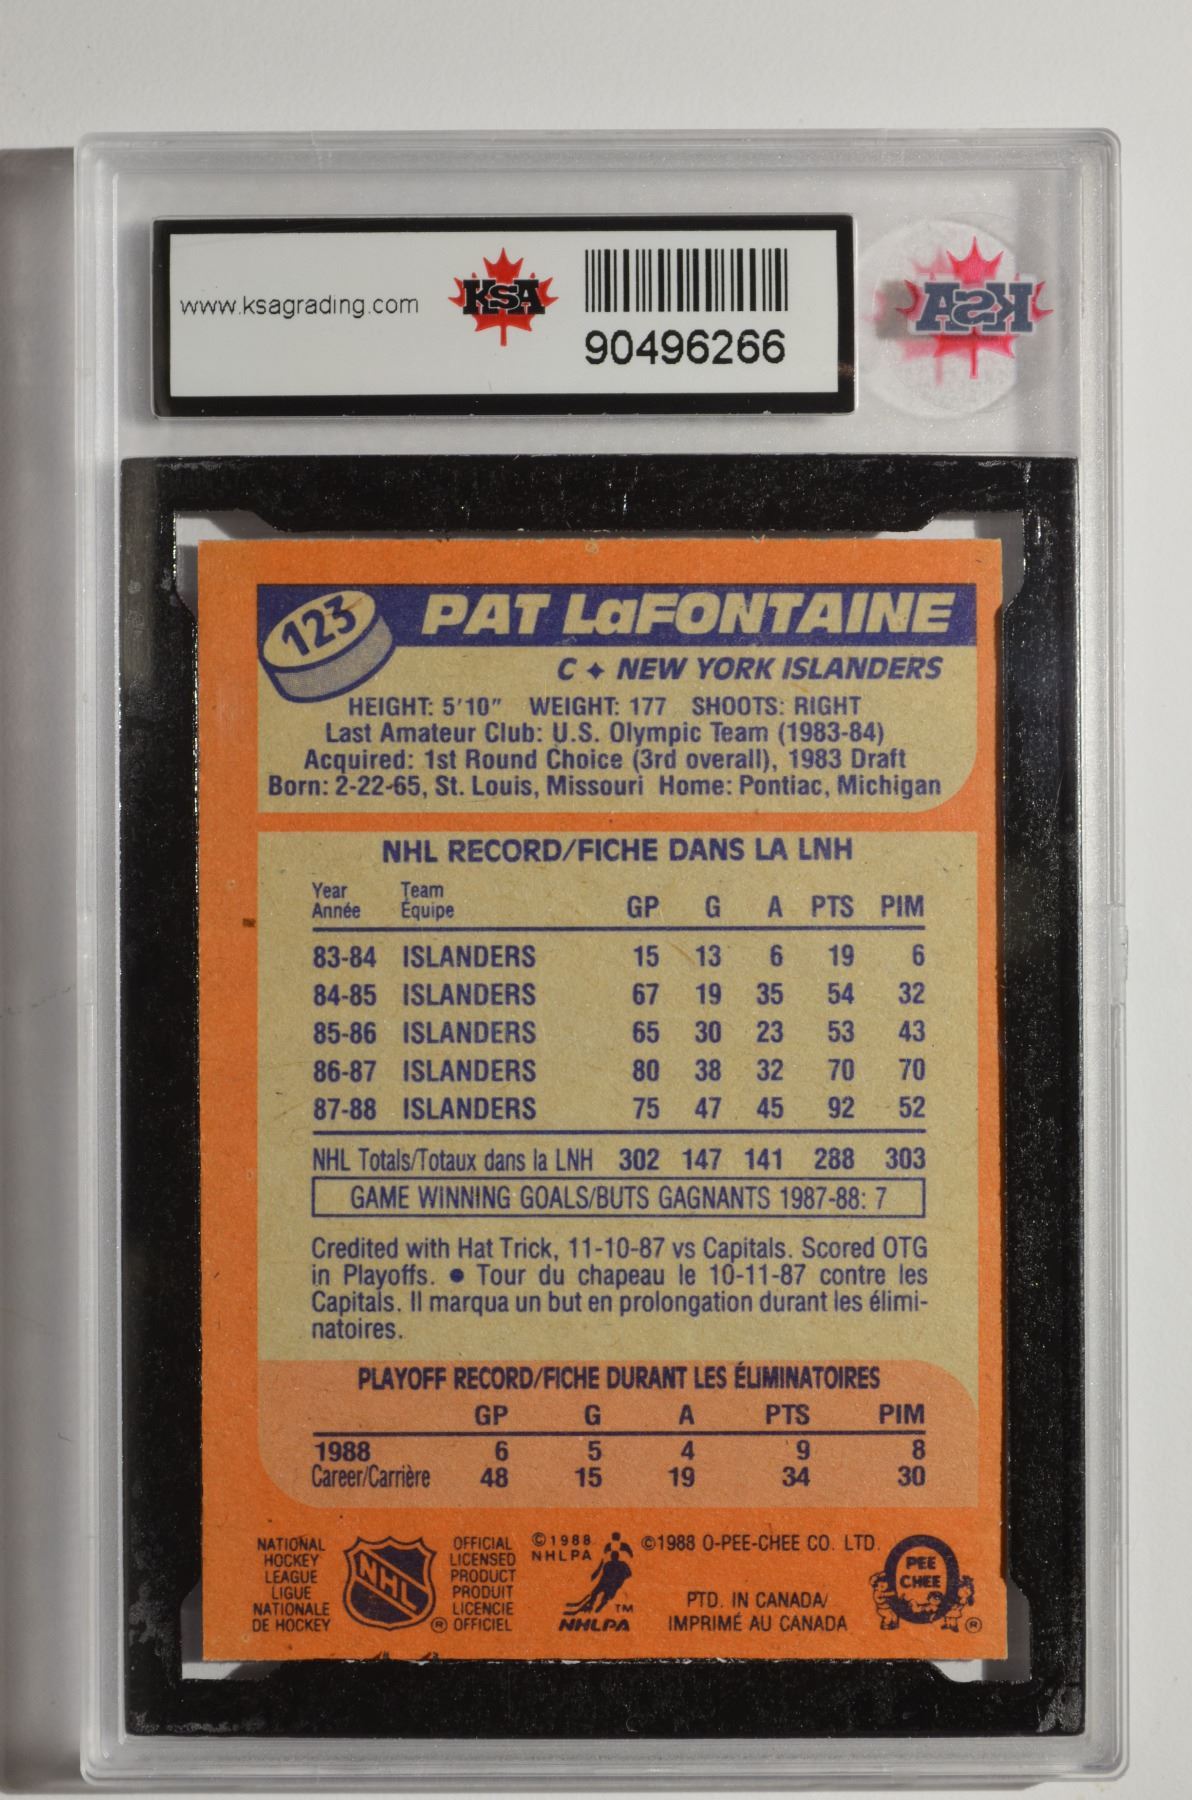 www.ksagrading.com
KSA
90496266
KSA
123
PAT LaFONTAINE
C ✦ NEW YORK ISLANDERS
HEIGHT: 5'10" WEIGHT: 177 SHOOTS: RIGHT
Last Amateur Club: U.S. Olympic Team (1983-84)
Acquired: 1st Round Choice (3rd overall), 1983 Draft
Born: 2-22-65, St. Louis, Missouri Home: Pontiac, Michigan
NHL RECORD/FICHE DANS LA LNH
Year Team
Année Équipe GP G A PTS PIM
83-84 ISLANDERS 15 13 6 19 6
84-85 ISLANDERS 67 19 35 54 32
85-86 ISLANDERS 65 30 23 53 43
86-87 ISLANDERS 80 38 32 70 70
87-88 ISLANDERS 75 47 45 92 52
NHL Totals/Totaux dans la LNH 302 147 141 288 303
GAME WINNING GOALS/BUTS GAGNANTS 1987-88: 7
Credited with Hat Trick, 11-10-87 vs Capitals. Scored OTG
in Playoffs. ● Tour du chapeau le 10-11-87 contre les
Capitals. Il marqua un but en prolongation durant les élimi-
natoires.
PLAYOFF RECORD/FICHE DURANT LES ÉLIMINATOIRES
GP G A PTS PIM
1988 6 5 4 9 8
Career/Carrière 48 15 19 34 30
NATIONAL
HOCKEY
LEAGUE
LIGUE
NATIONALE
DE HOCKEY
NHL
®
OFFICIAL
LICENSED
PRODUCT
PRODUIT
LICENCIE
OFFICIEL
©1988
NHLPA
TM
NHLPA
©1988 O-PEE-CHEE CO. LTD.
PTD. IN CANADA/
IMPRIMÉ AU CANADA
PEE
CHEE
®